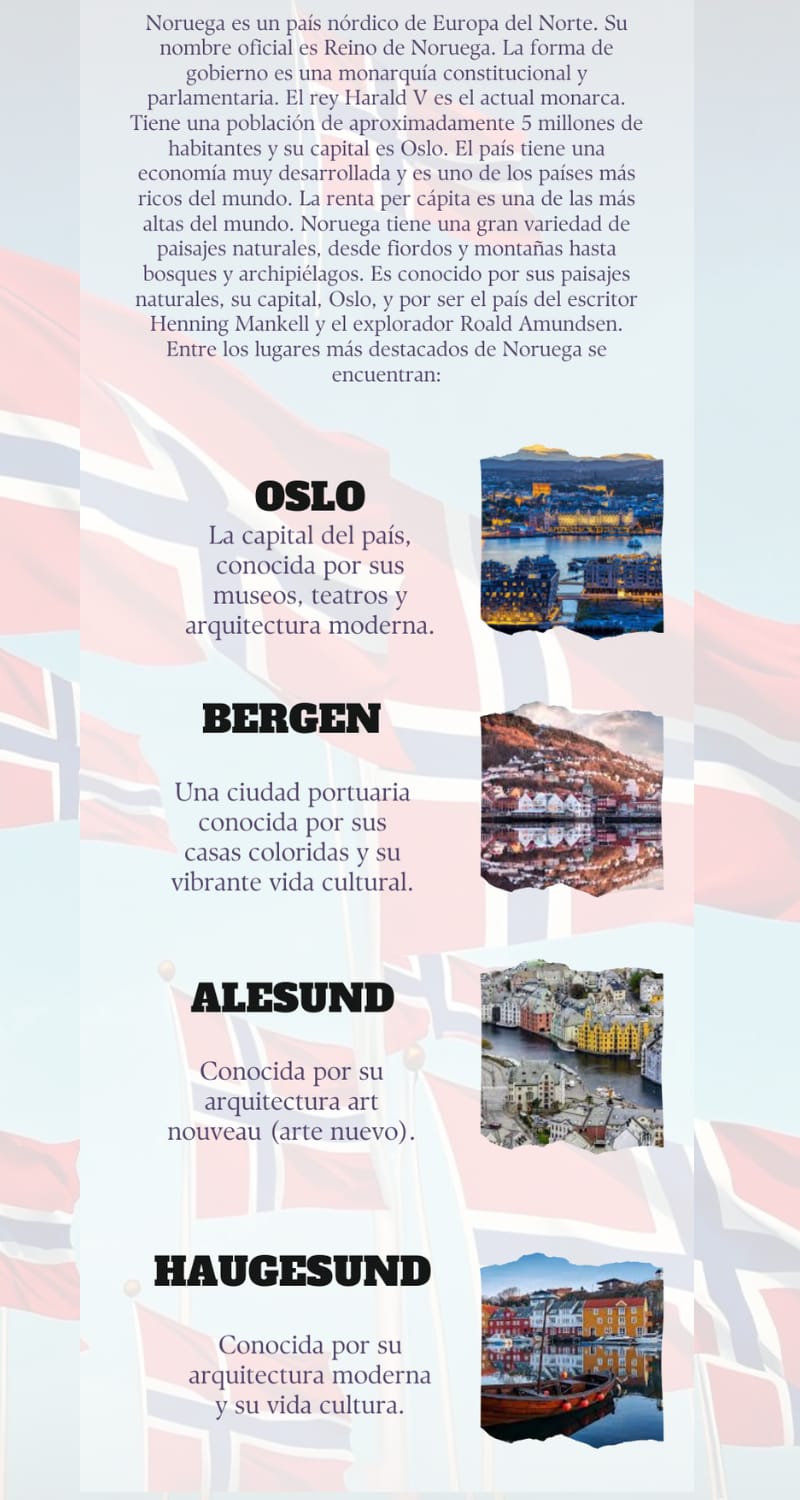 Noruega es un país nórdico de Europa del Norte. Su
nombre oficial es Reino de Noruega. La forma de
gobierno es una monarquía constitucional y
parlamentaria. El rey Harald V es el actual monarca.
Tiene una población de aproximadamente 5 millones de
habitantes y su capital es Oslo. El país tiene una
economía muy desarrollada y es uno de los países más
ricos del mundo. La renta per cápita es una de las más
altas del mundo. Noruega tiene una gran variedad de
paisajes naturales, desde fiordos y montañas hasta
bosques y archipiélagos. Es conocido por sus paisajes
naturales, su capital, Oslo, y por ser el país del escritor
Henning Mankell y el explorador Roald Amundsen.
Entre los lugares más destacados de Noruega se
encuentran:
OSLO
La capital del país,
conocida por sus
museos, teatros y
arquitectura moderna.
BERGEN
Una ciudad portuaria
conocida por sus
casas coloridas y su
vibrante vida cultural.
ALESUND
Conocida por su
arquitectura art
nouveau (arte nuevo).
HAUGESUND
Conocida por su
arquitectura moderna
y su vida cultura.